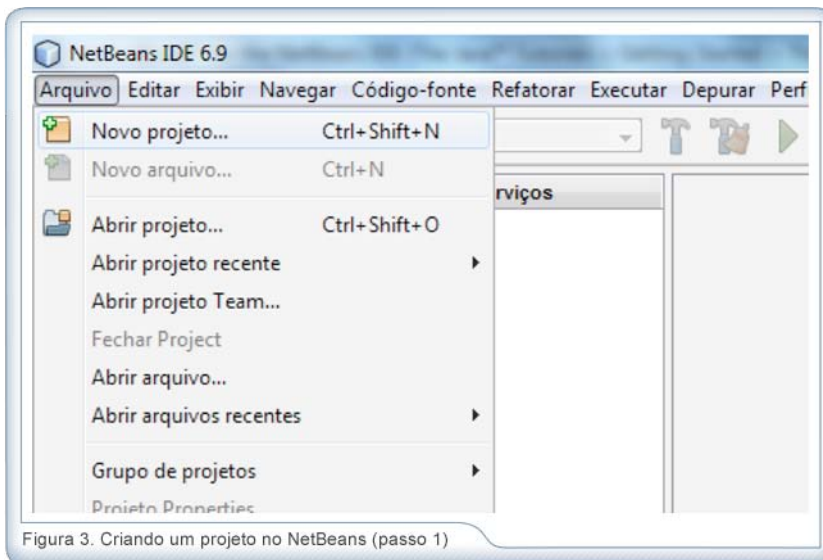 NetBeans IDE 6.9
Arquivo Editar Exibir Navegar Código-fonte Refatorar Executar Depurar Perf
Novo projeto... Ctrl+Shift+N
Novo arquivo... Ctrl+N
rviços
Abrir projeto... Ctrl+Shift+O
Abrir projeto recente
Abrir projeto Team...
Fechar Project
Abrir arquivo...
Abrir arquivos recentes
Grupo de projetos
Projeto Properties
Figura 3. Criando um projeto no NetBeans (passo 1)